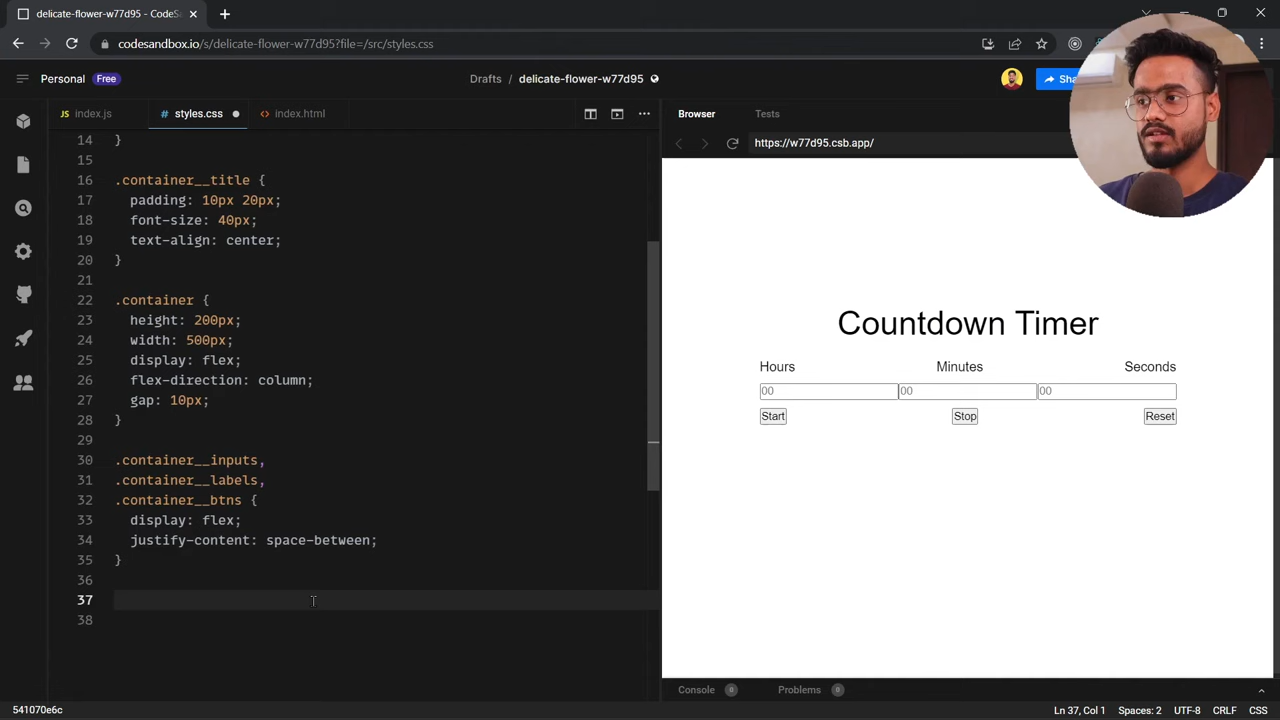 delicate-flower-w77d95 - CodeS
codesandbox.io/s/delicate-flower-w77d95?file=/src/styles.css
Personal Free
Drafts / delicate-flower-w77d95
Sha
index.js
styles.css
index.html
Browser
Tests
https://w77d95.csb.app/
14 }
15
16 .container__title {
17 padding: 10px 20px;
18 font-size: 40px;
19 text-align: center;
20 }
21
22 .container {
23 height: 200px;
24 width: 500px;
25 display: flex;
26 flex-direction: column;
27 gap: 10px;
28 }
29
30 .container__inputs,
31 .container__labels,
32 .container__btns {
33 display: flex;
34 justify-content: space-between;
35 }
36
37
38
Countdown Timer
Hours Minutes Seconds
00 00 00
Start Stop Reset
Console 0 Problems 0
541070e6c
Ln 37, Col 1 Spaces: 2 UTF-8 CRLF CSS